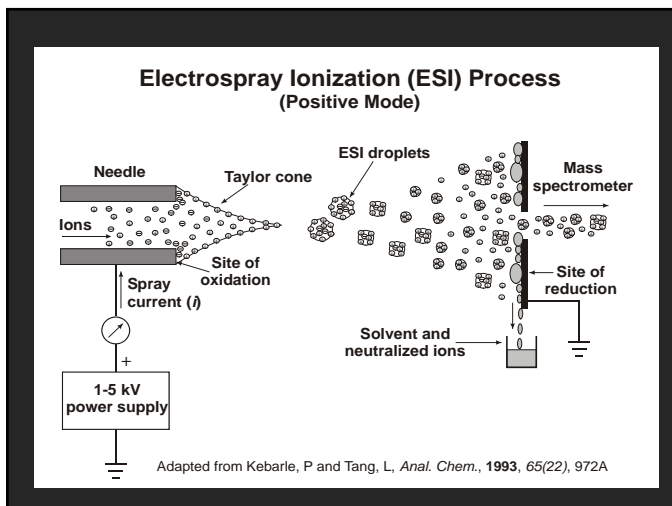 Electrospray Ionization (ESI) Process
(Positive Mode)
Needle
Taylor cone
ESI droplets
Mass
spectrometer
Ions
Site of
oxidation
Spray
current (i)
Site of
reduction
Solvent and
neutralized ions
+
1-5 kV
power supply
Adapted from Kebarle, P and Tang, L, Anal. Chem., 1993, 65(22), 972A